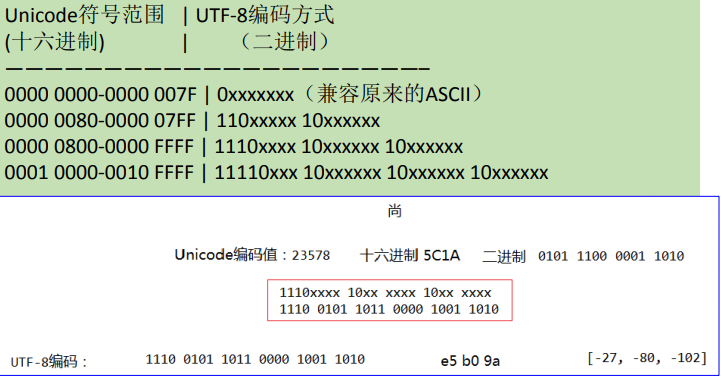 Unicode符号范围 | UTF-8编码方式
(十六进制) | （二进制）
—————————————————————–
0000 0000-0000 007F | 0xxxxxxx（兼容原来的ASCII）
0000 0080-0000 07FF | 110xxxxx 10xxxxxx
0000 0800-0000 FFFF | 1110xxxx 10xxxxxx 10xxxxxx
0001 0000-0010 FFFF | 11110xxx 10xxxxxx 10xxxxxx 10xxxxxx
尚
Unicode编码值：23578 十六进制 5C1A 二进制 0101 1100 0001 1010
1110xxxx 10xx xxxx 10xx xxxx
1110 0101 1011 0000 1001 1010
UTF-8编码： 1110 0101 1011 0000 1001 1010 e5 b0 9a [-27, -80, -102]